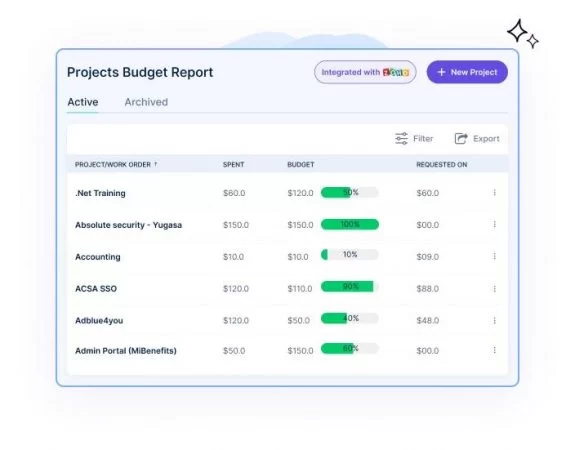 Projects Budget Report
Integrated with ZOHO
+ New Project
Active Archived
Filter Export
PROJECT/WORK ORDER ↑ SPENT BUDGET REQUESTED ON
.Net Training $60.0 $120.0 50% $60.0
Absolute security - Yugasa $150.0 $150.0 100% $00.0
Accounting $10.0 $10.0 10% $09.0
ACSA SSO $120.0 $110.0 90% $88.0
Adblue4you $120.0 $50.0 40% $48.0
Admin Portal (MiBenefits) $50.0 $150.0 60% $00.0